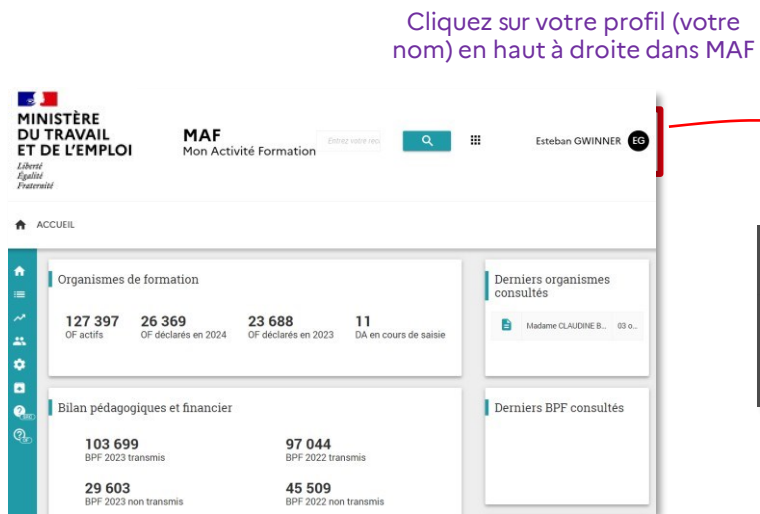 Cliquez sur votre profil (votre
nom) en haut à droite dans MAF
MINISTÈRE
DU TRAVAIL
ET DE L'EMPLOI
Liberté
Égalité
Fraternité
MAF
Mon Activité Formation
Entrez votre rec
Esteban GWINNER EG
ACCUEIL
Organismes de formation
127 397
OF actifs
26 369
OF déclarés en 2024
23 688
OF déclarés en 2023
11
DA en cours de saisie
Derniers organismes
consultés
Madame CLAUDINE B... 03 o...
Bilan pédagogiques et financier
103 699
BPF 2023 transmis
97 044
BPF 2022 transmis
29 603
BPF 2023 non transmis
45 509
BPF 2022 non transmis
Derniers BPF consultés